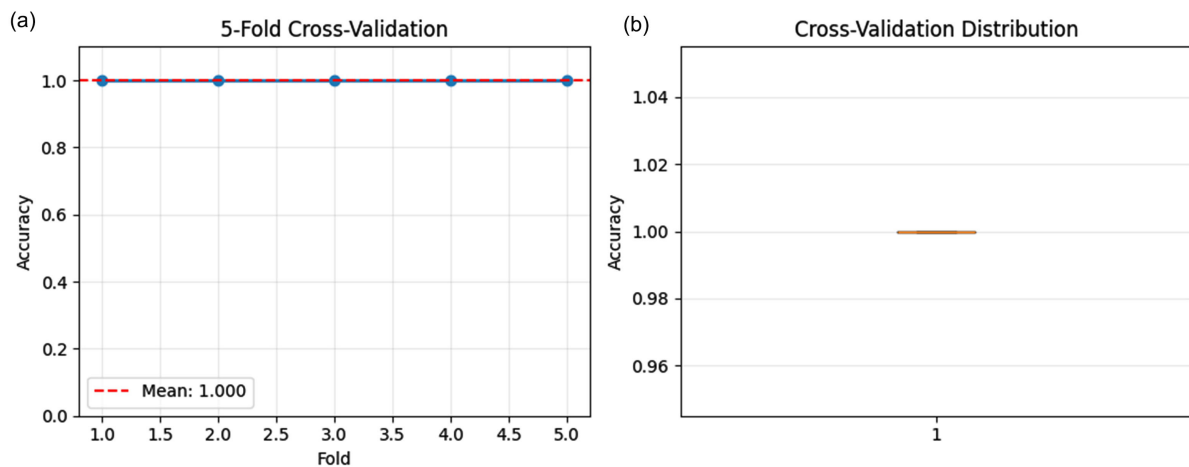 (a)
5-Fold Cross-Validation
Accuracy
1.0
0.8
0.6
0.4
0.2
0.0
Mean: 1.000
1.0 1.5 2.0 2.5 3.0 3.5 4.0 4.5 5.0
Fold
(b)
Cross-Validation Distribution
Accuracy
1.04
1.02
1.00
0.98
0.96
1